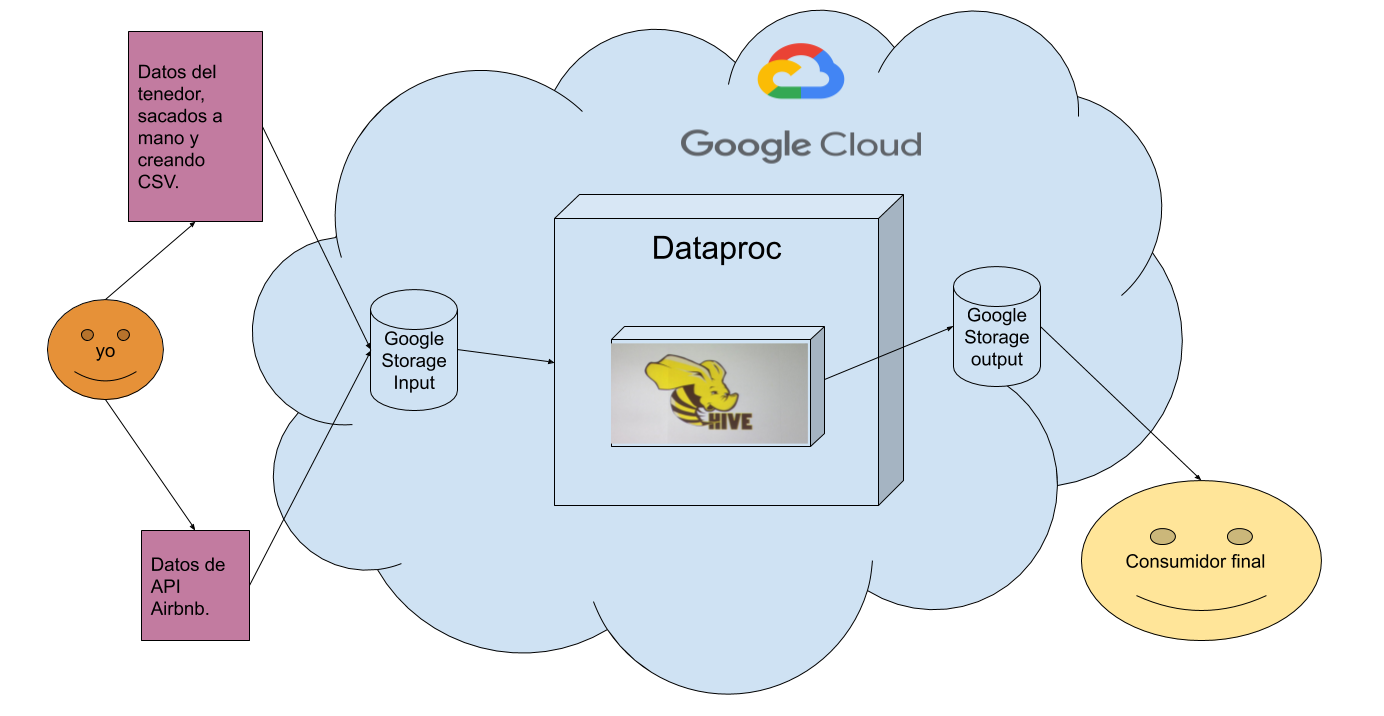 Datos del
tenedor,
sacados a
mano y
creando
CSV.
yo
Datos de
API
Airbnb.
Google Cloud
Dataproc
Google
Storage
Input
HIVE
Google
Storage
output
Consumidor final